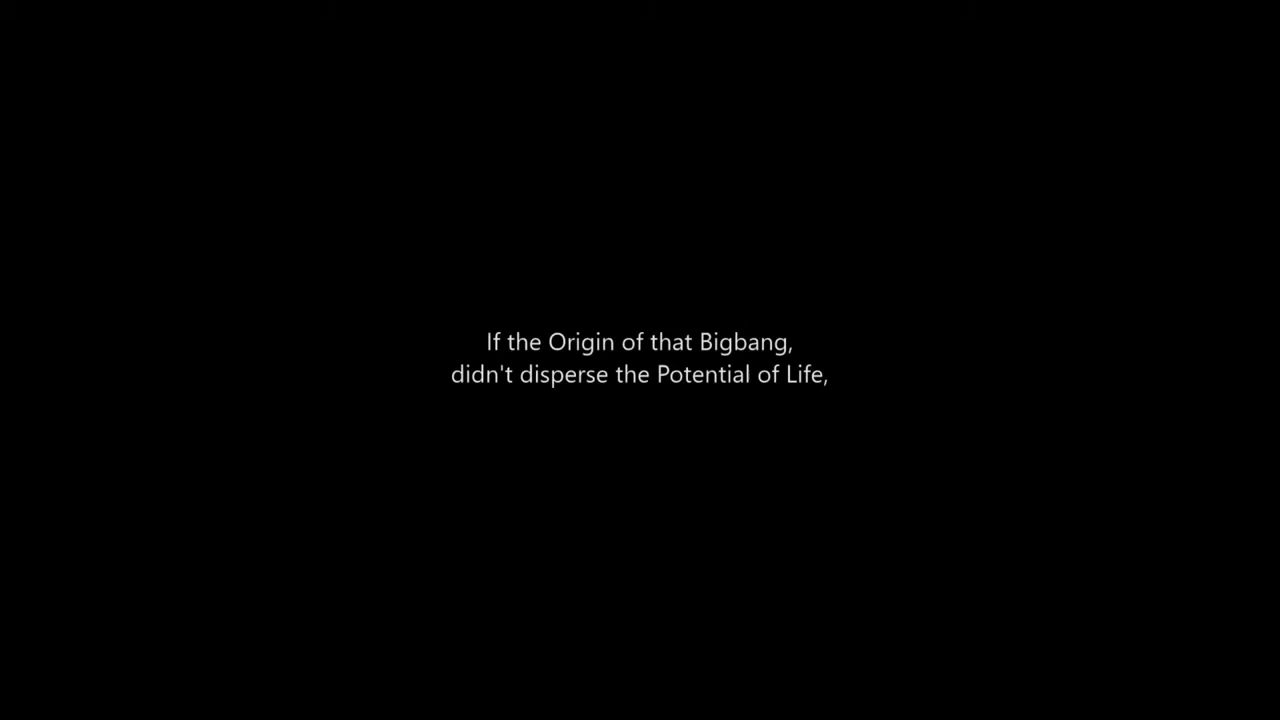 If the Origin of that Bigbang,
didn't disperse the Potential of Life,